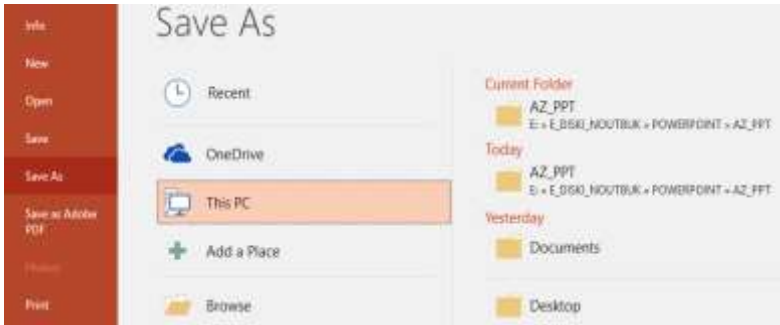 Save As
Info
New
Open
Save
Save As
Save as Adobe
PDF
Print
Recent
OneDrive
This PC
Add a Place
Browse
Current Folder
AZ_PPT
E: » E_DISKI_NOUTBUK » POWERPOINT » AZ_PPT
Today
AZ_PPT
E: » E_DISKI_NOUTBUK » POWERPOINT » AZ_PPT
Yesterday
Documents
Desktop